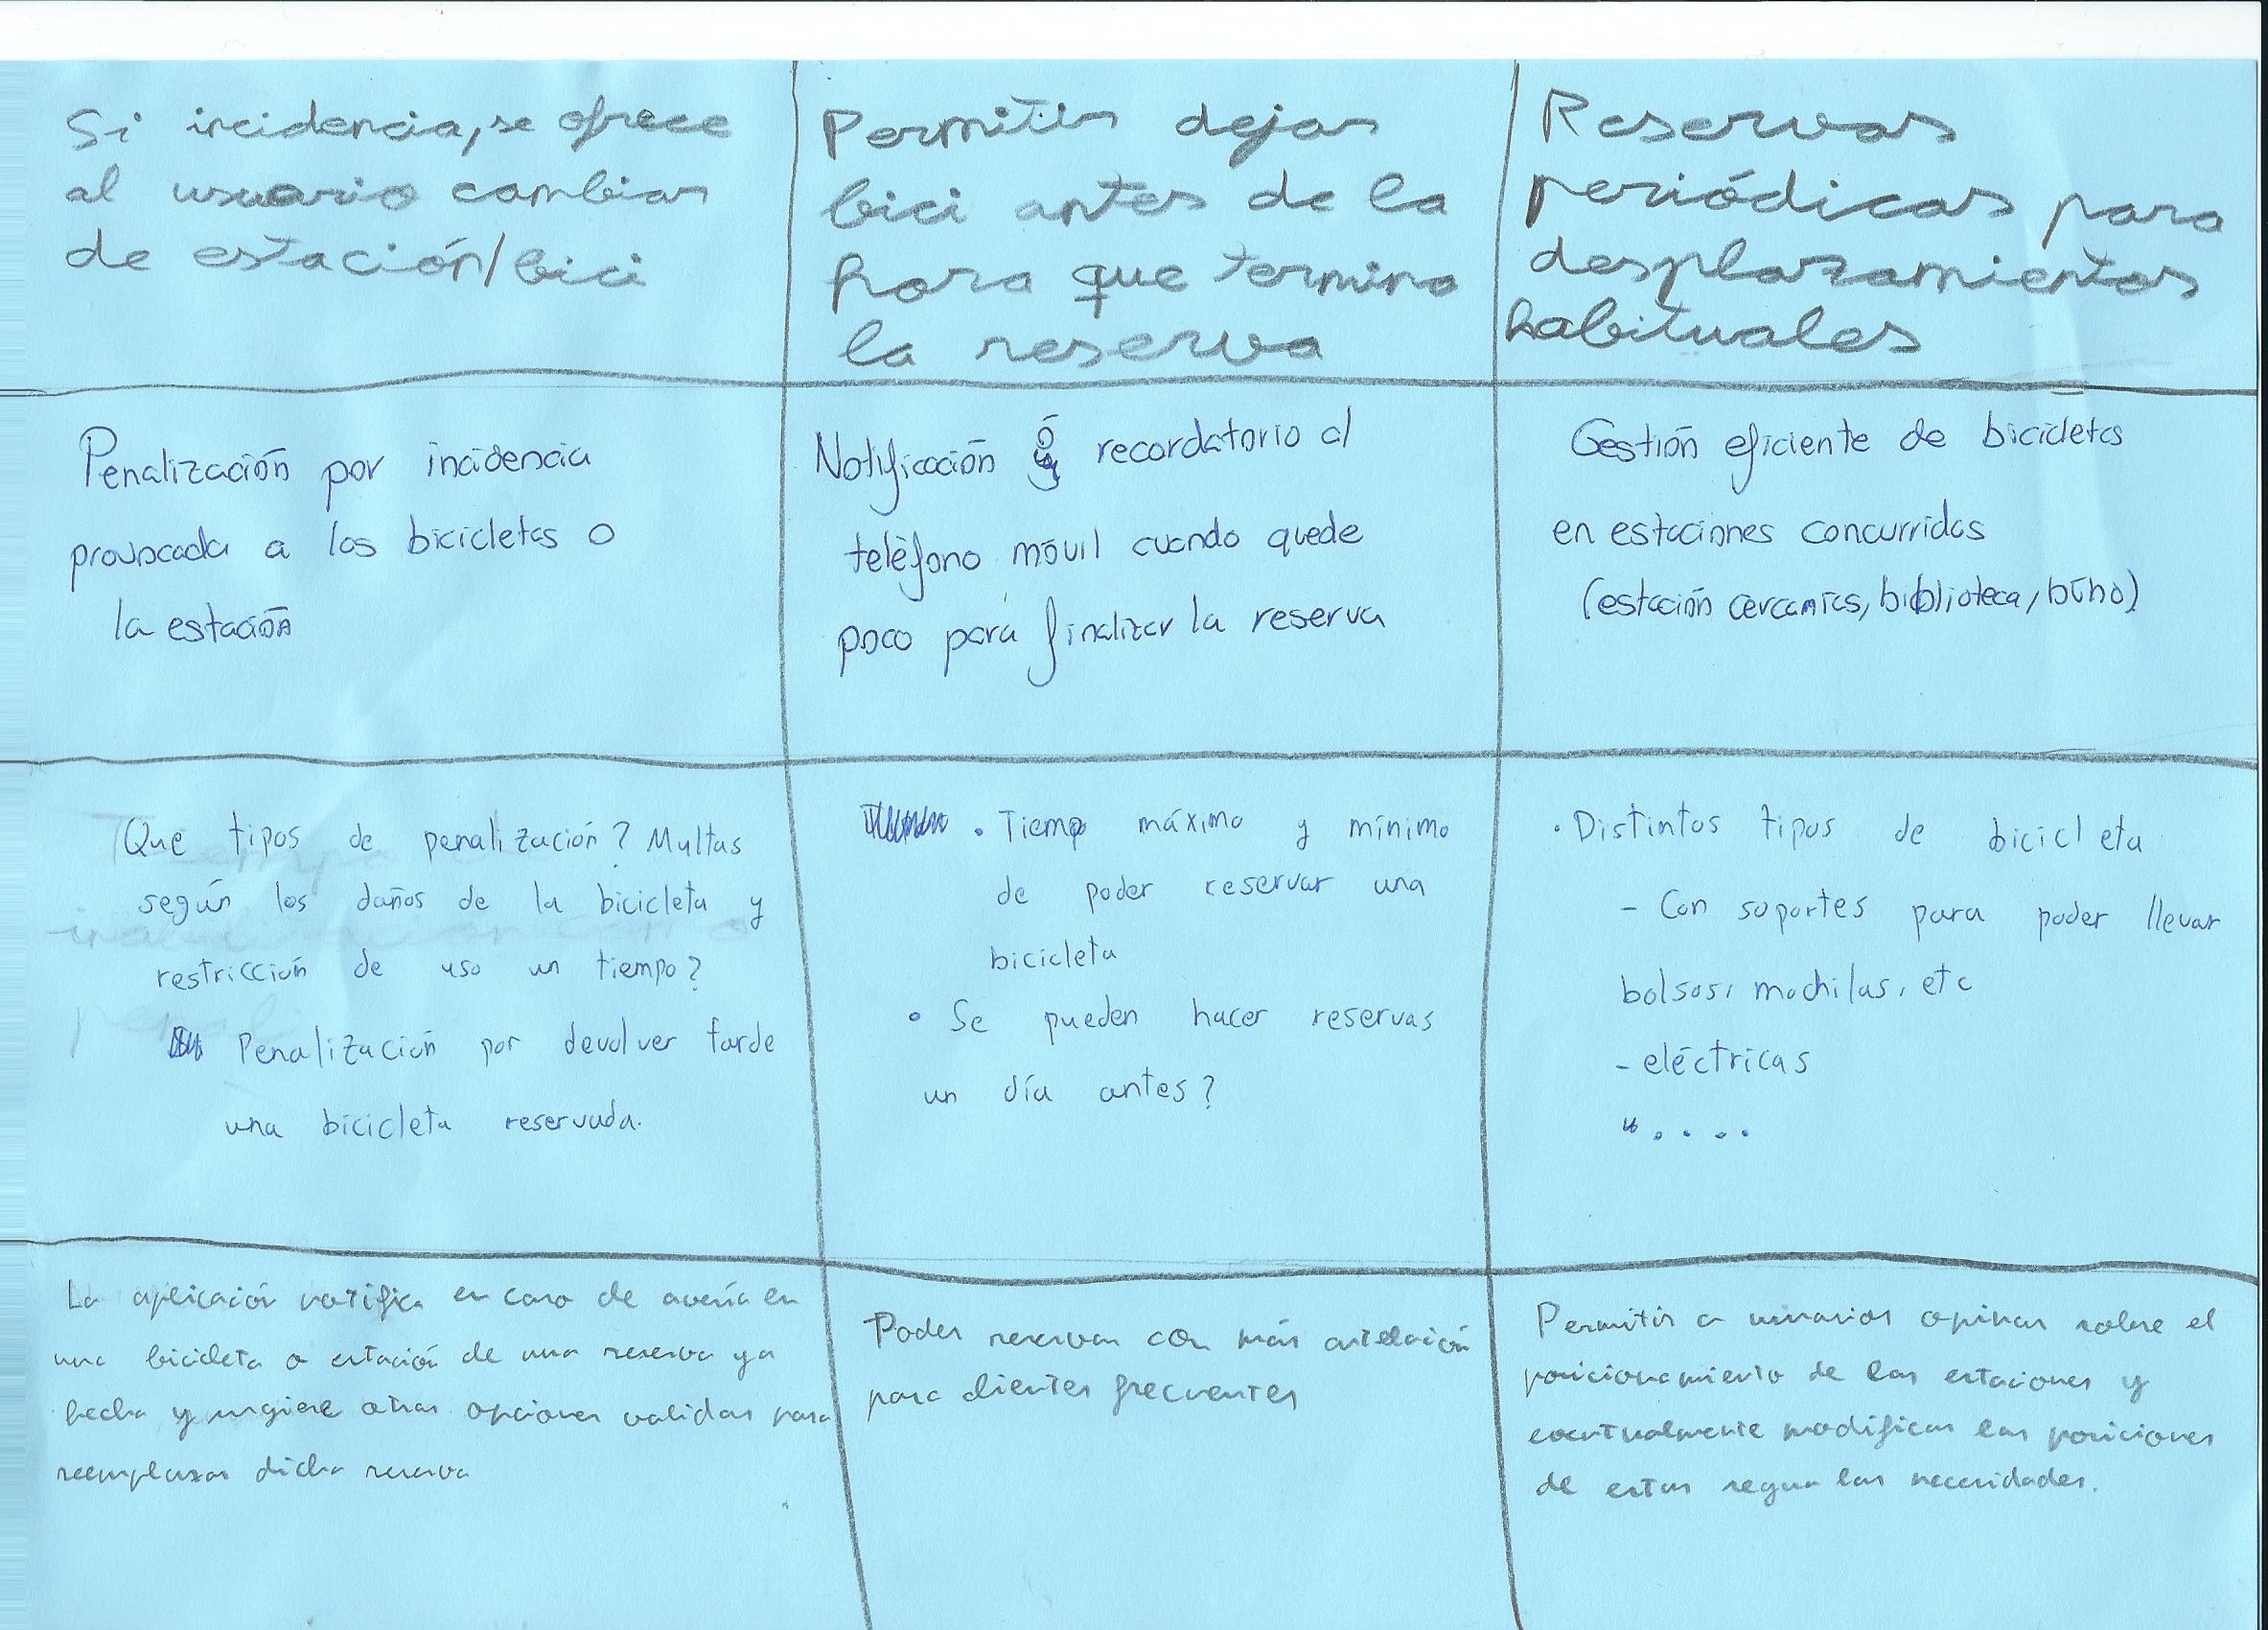 Si incidencia, se ofrece
al usuario cambiar
de estación/bici
Permitir dejar
bici antes de la
hora que termina
la reserva
Reservas
periódicas para
desplazamientos
habituales
Penalización por incidencia
provocada a las bicicletas o
la estación
Notificación ó recordatorio al
teléfono móvil cuando quede
poco para finalizar la reserva
Gestión eficiente de bicicletas
en estaciones concurridas
(estación cercanías, biblioteca, búho)
Que tipos de penalización? Multas
según los daños de la bicicleta y
restricción de uso un tiempo?
Penalización por devolver tarde
una bicicleta reservada.
• Tiempo máximo y mínimo
de poder reservar una
bicicleta
• Se pueden hacer reservas
un día antes?
• Distintos tipos de bicicleta
- Con soportes para poder llevar
bolsos, mochilas, etc
- eléctricas
....
La aplicación notifica en caso de avería en
una bicicleta o estación de una reserva ya
hecha y sugiere otras opciones validas para
reemplazar dicha reserva
Poder reservar con más antelación
para clientes frecuentes
Permitir a usuarios opinar sobre el
posicionamiento de las estaciones y
eventualmente modificar las posiciones
de estas segun las necesidades.